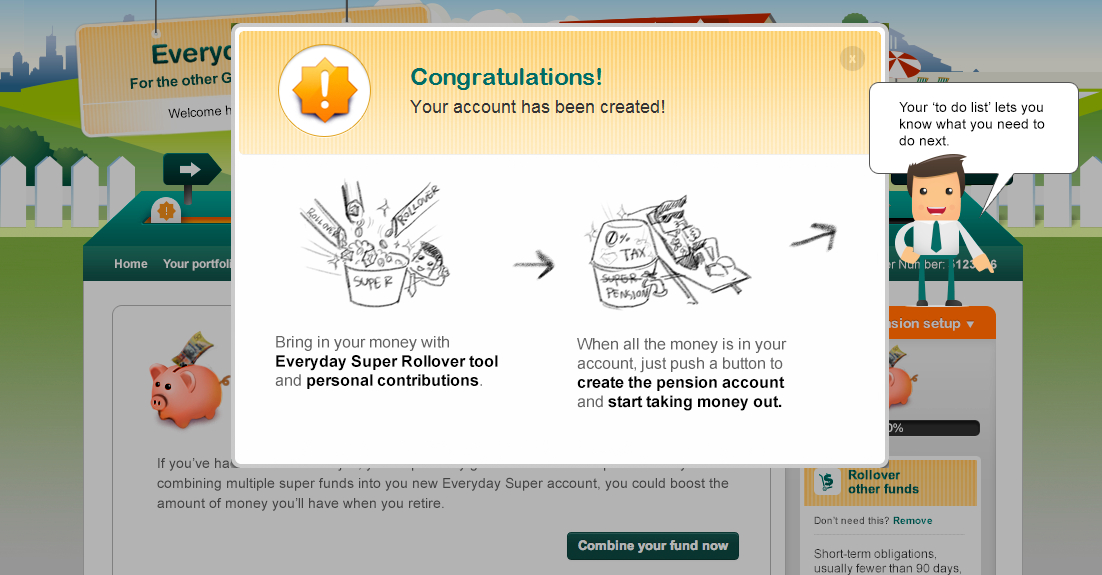 Everyd
For the other G
Welcome h
Congratulations!
Your account has been created!
x
Your ‘to do list’ lets you
know what you need to
do next.
Home
Your portfoli
Number:
ROLLOVER
ROLLOVER
SUPER
% TAX
SUPER
PENSION
Bring in your money with
Everyday Super Rollover tool
and personal contributions.
When all the money is in your
account, just push a button to
create the pension account
and start taking money out.
nsion setup
0%
If you’ve ha
combining multiple super funds into you new Everyday Super account, you could boost the
amount of money you’ll have when you retire.
Combine your fund now
Rollover
other funds
Don’t need this? Remove
Short-term obligations,
usually fewer than 90 days,